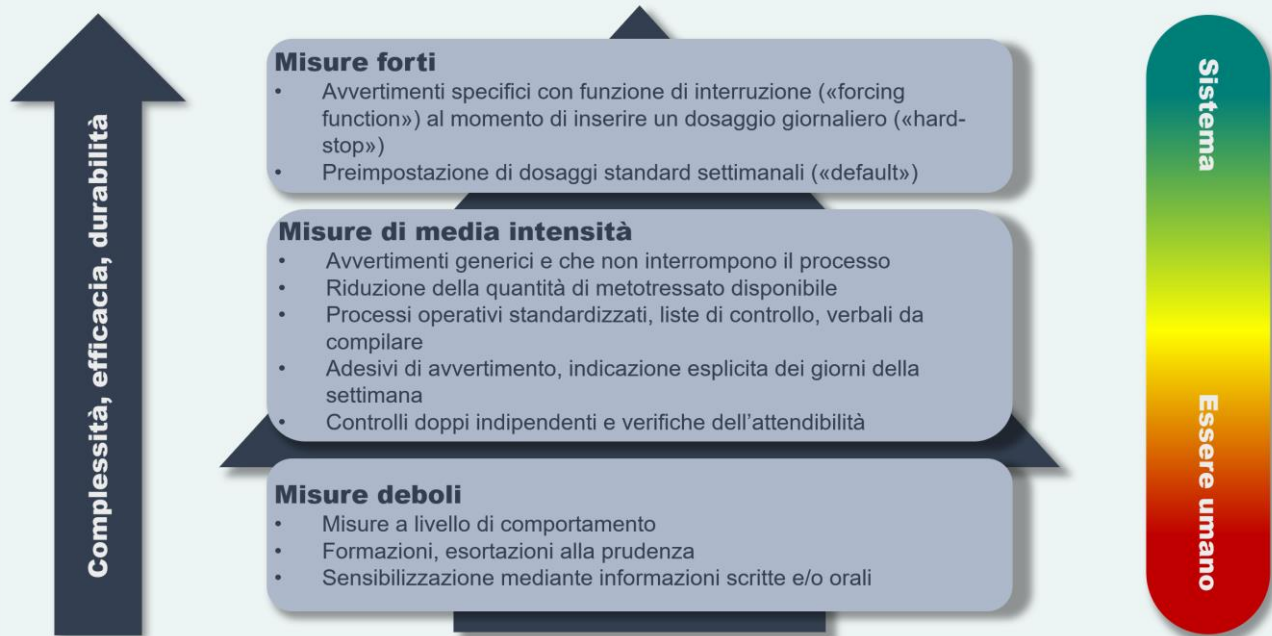 Complessità, efficacia, durabilità
Misure forti
• Avvertimenti specifici con funzione di interruzione («forcing
function») al momento di inserire un dosaggio giornaliero («hard-
stop»)
• Preimpostazione di dosaggi standard settimanali («default»)
Misure di media intensità
• Avvertimenti generici e che non interrompono il processo
• Riduzione della quantità di metotressato disponibile
• Processi operativi standardizzati, liste di controllo, verbali da
compilare
• Adesivi di avvertimento, indicazione esplicita dei giorni della
settimana
• Controlli doppi indipendenti e verifiche dell’attendibilità
Misure deboli
• Misure a livello di comportamento
• Formazioni, esortazioni alla prudenza
• Sensibilizzazione mediante informazioni scritte e/o orali
Sistema
Essere umano